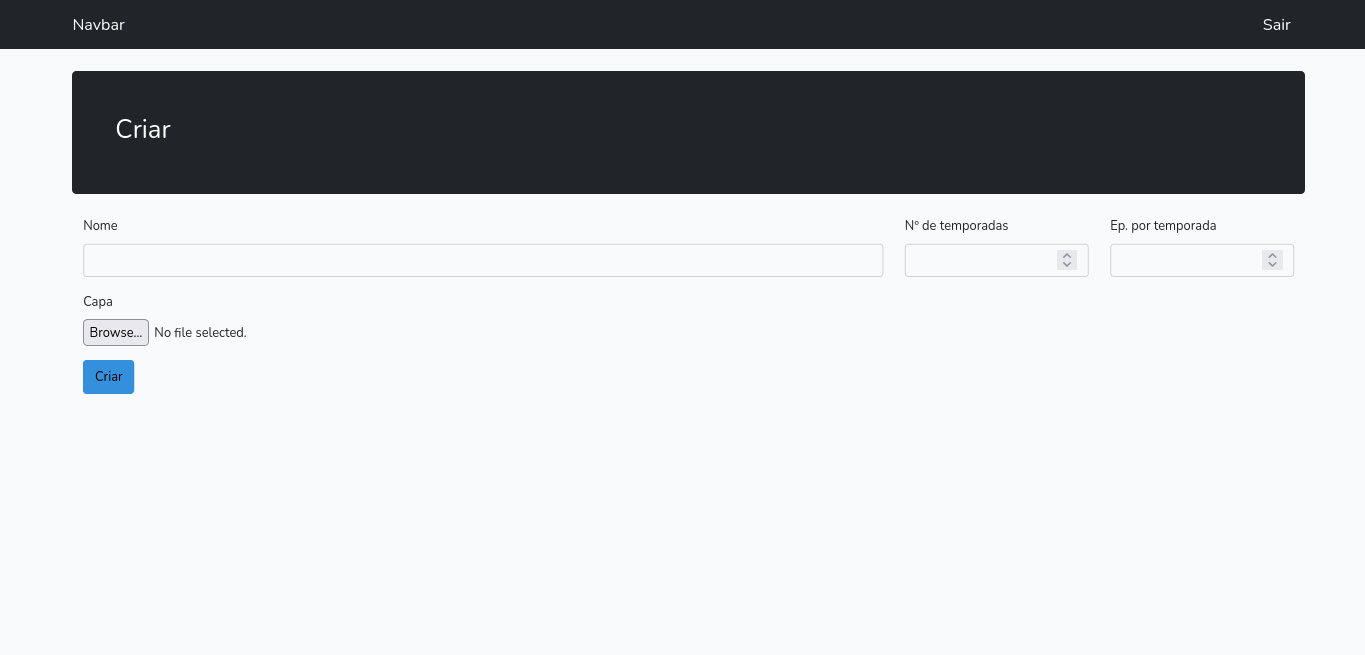 Navbar
Sair
Criar
Nome
Nº de temporadas
Ep. por temporada
Capa
Browse... No file selected.
Criar